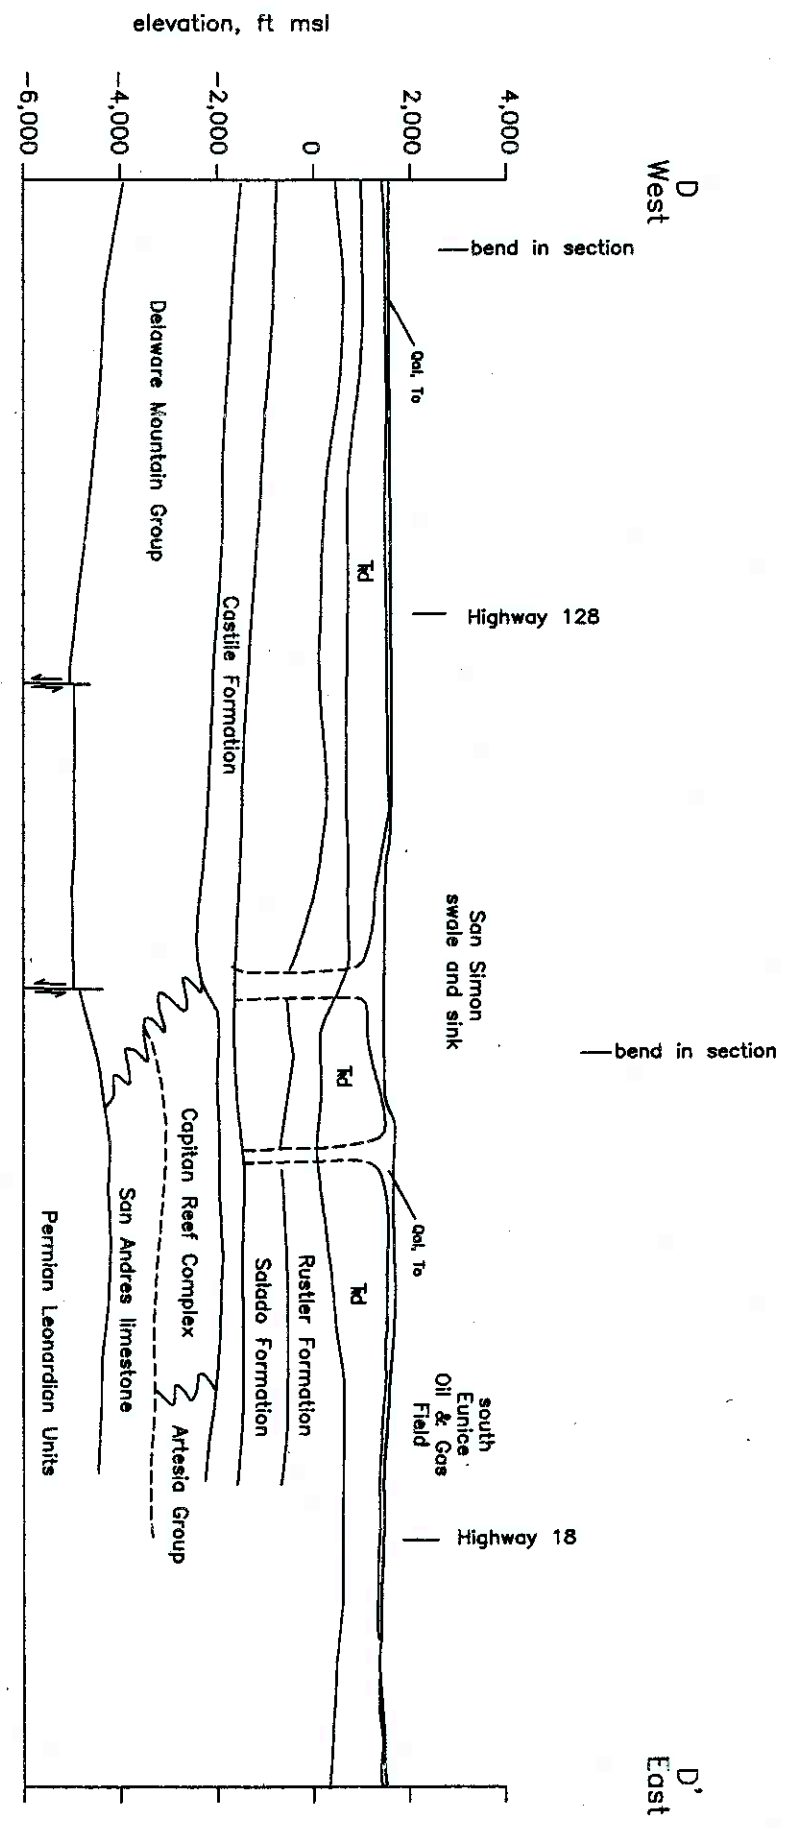 elevation, ft msl
4,000
2,000
0
-2,000
-4,000
-6,000
D
West
bend in section
Qal, To
Highway 128
San Simon
swale and sink
bend in section
Qal, To
south
Eunice
Oil & Gas
Field
Highway 18
D'
East
Delaware Mountain Group
Castile Formation
Capitan Reef Complex
San Andres limestone
Permian Leonardian Units
Rustler Formation
Salado Formation
Artesia Group